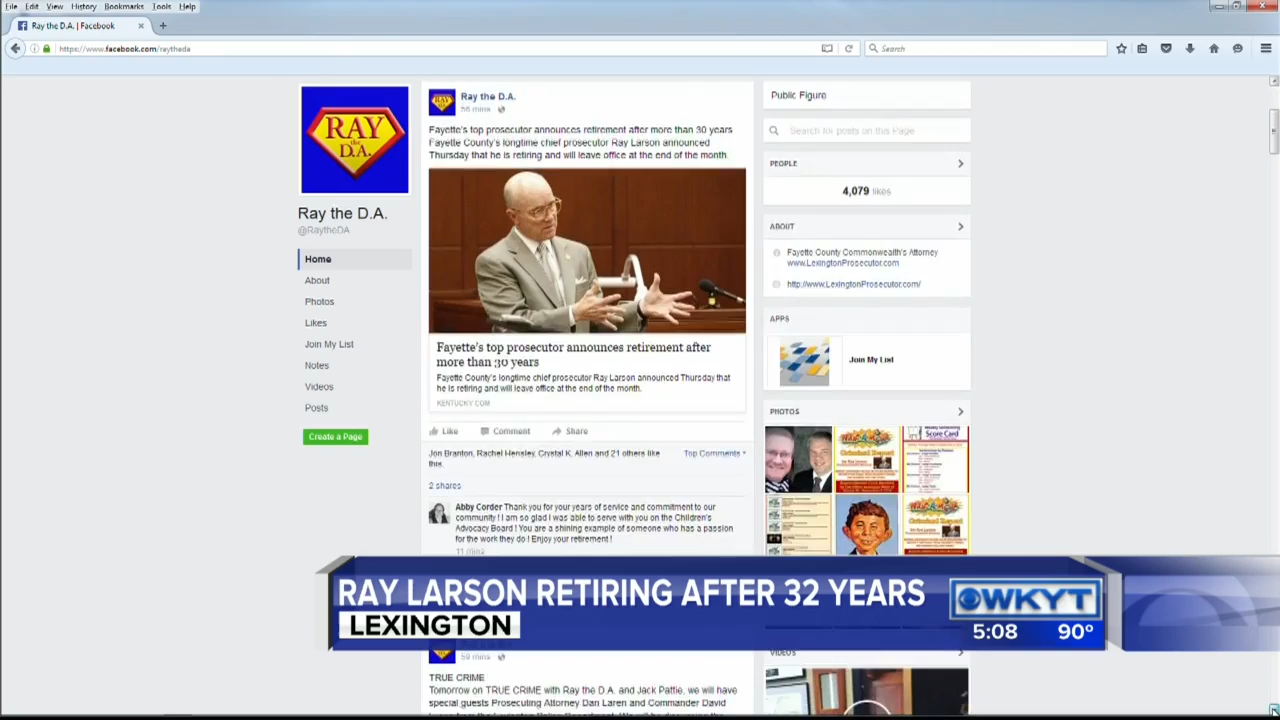 File Edit View History Bookmarks Tools Help
Ray the D.A. | Facebook
https://www.facebook.com/raytheda
Search
RAY
the
D.A.
Ray the D.A.
@RaytheDA
Home
About
Photos
Likes
Join My List
Notes
Videos
Posts
Create a Page
Ray the D.A.
56 mins
Fayette's top prosecutor announces retirement after more than 30 years
Fayette County's longtime chief prosecutor Ray Larson announced
Thursday that he is retiring and will leave office at the end of the month.
Fayette's top prosecutor announces retirement after
more than 30 years
Fayette County's longtime chief prosecutor Ray Larson announced Thursday that
he is retiring and will leave office at the end of the month.
KENTUCKY.COM
Like Comment Share
Jon Branton, Rachel Hensley, Crystal K. Allen and 21 others like
this.
Top Comments
2 shares
Abby Corder Thank you for your years of service and commitment to our
community! I am so glad I was able to serve with you on the Children's
Advocacy Board! You are a shining example of someone who has a passion
for the work they do! Enjoy your retirement!
11 mins
Public Figure
Search for posts on this Page
PEOPLE
4,079 likes
ABOUT
Fayette County Commonwealth's Attorney
www.LexingtonProsecutor.com
http://www.LexingtonProsecutor.com/
APPS
Join My List
PHOTOS
Score Card
Criminal Report
RAY LARSON RETIRING AFTER 32 YEARS
LEXINGTON
WKYT
5:08 90°
59 mins
TRUE CRIME
Tomorrow on TRUE CRIME with Ray the D.A. and Jack Pattie, we will have
special guests Prosecuting Attorney Dan Laren and Commander David
VIDEOS